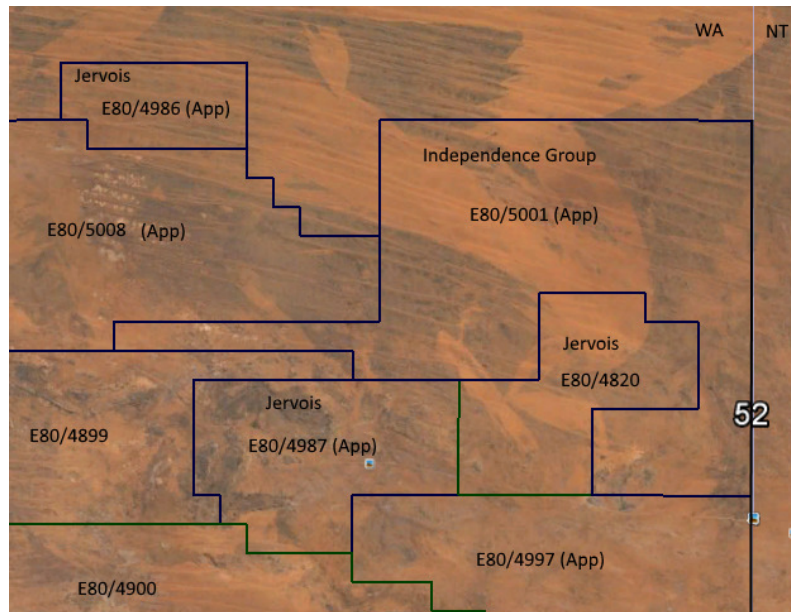 WA NT
Jervois
E80/4986 (App)
Independence Group
E80/5001 (App)
E80/5008 (App)
Jervois
E80/4820
Jervois
52
E80/4899
E80/4987 (App)
E80/4997 (App)
E80/4900